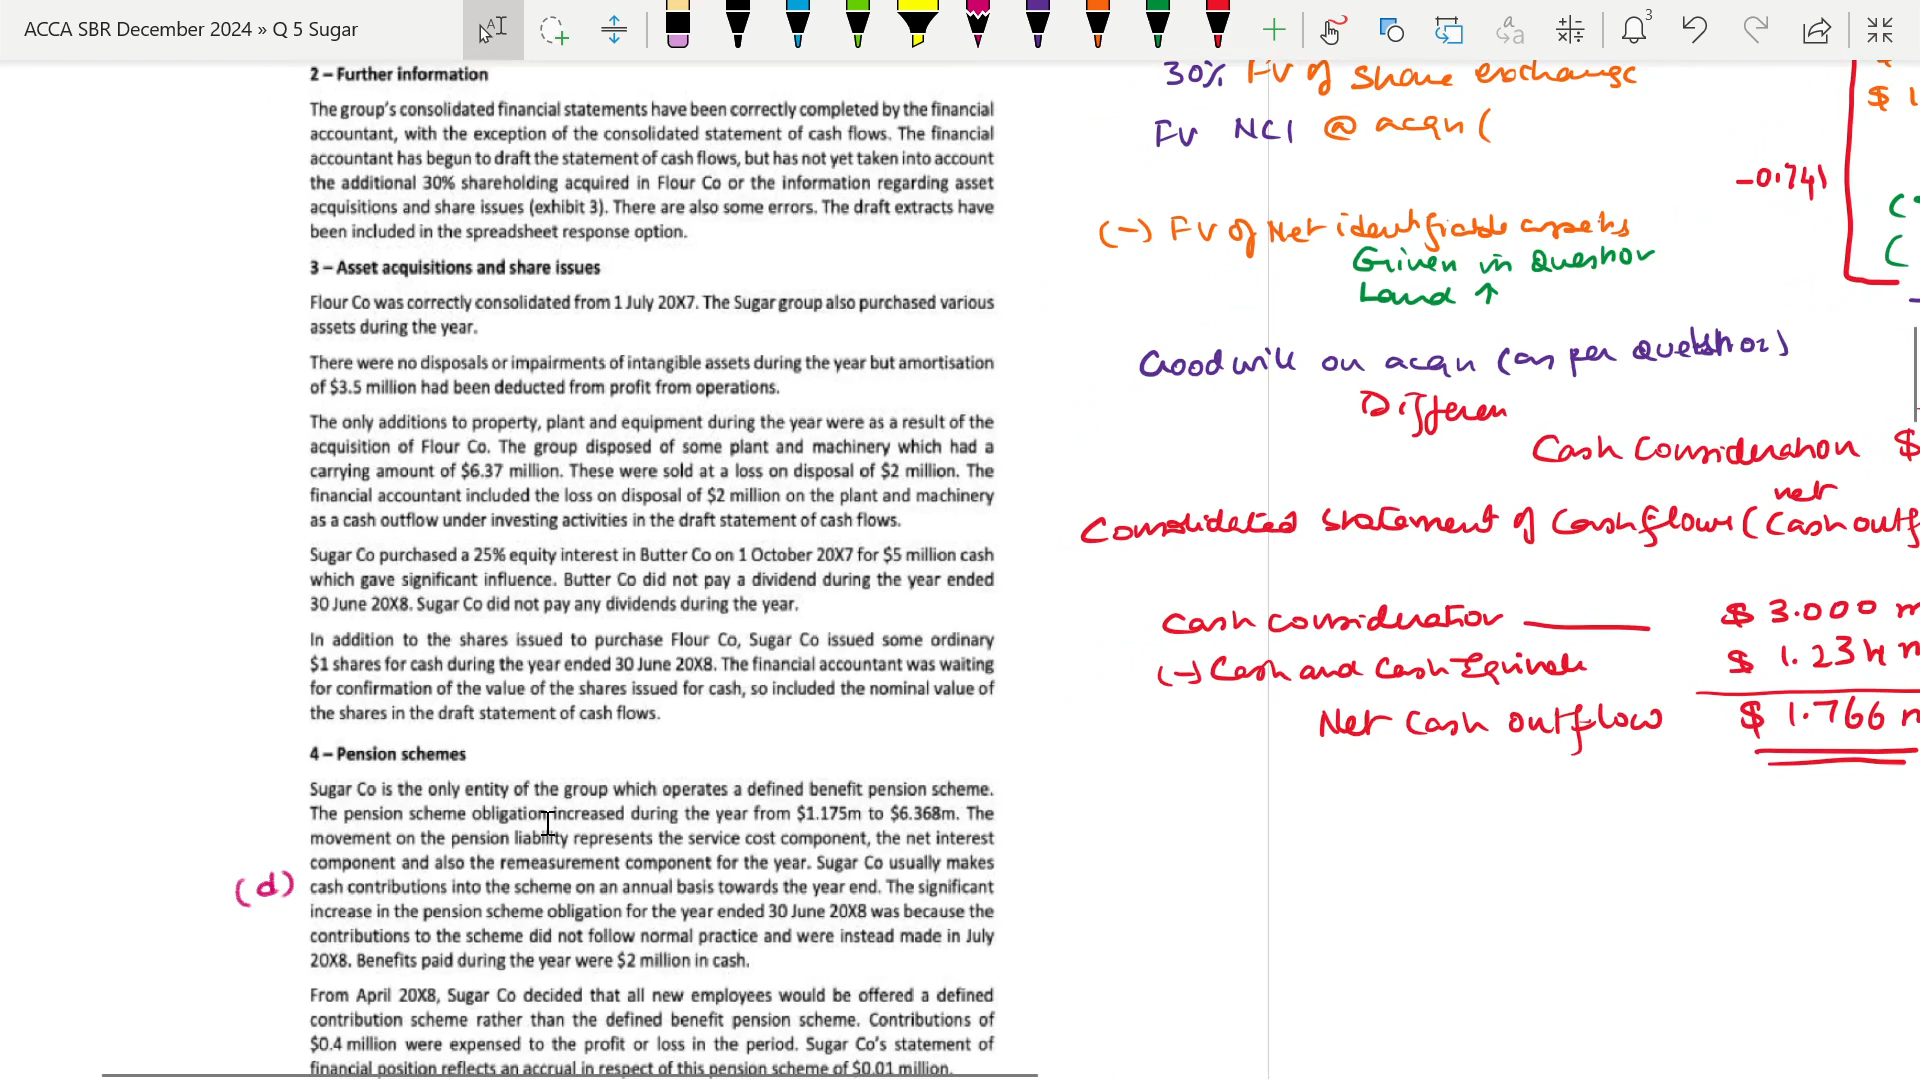 ACCA SBR December 2024 » Q 5 Sugar
3
2 – Further information
The group's consolidated financial statements have been correctly completed by the financial
accountant, with the exception of the consolidated statement of cash flows. The financial
accountant has begun to draft the statement of cash flows, but has not yet taken into account
the additional 30% shareholding acquired in Flour Co or the information regarding asset
acquisitions and share issues (exhibit 3). There are also some errors. The draft extracts have
been included in the spreadsheet response option.
3 – Asset acquisitions and share issues
Flour Co was correctly consolidated from 1 July 20X7. The Sugar group also purchased various
assets during the year.
There were no disposals or impairments of intangible assets during the year but amortisation
of $3.5 million had been deducted from profit from operations.
The only additions to property, plant and equipment during the year were as a result of the
acquisition of Flour Co. The group disposed of some plant and machinery which had a
carrying amount of $6.37 million. These were sold at a loss on disposal of $2 million. The
financial accountant included the loss on disposal of $2 million on the plant and machinery
as a cash outflow under investing activities in the draft statement of cash flows.
Sugar Co purchased a 25% equity interest in Butter Co on 1 October 20X7 for $5 million cash
which gave significant influence. Butter Co did not pay a dividend during the year ended
30 June 20X8. Sugar Co did not pay any dividends during the year.
In addition to the shares issued to purchase Flour Co, Sugar Co issued some ordinary
$1 shares for cash during the year ended 30 June 20X8. The financial accountant was waiting
for confirmation of the value of the shares issued for cash, so included the nominal value of
the shares in the draft statement of cash flows.
4 – Pension schemes
Sugar Co is the only entity of the group which operates a defined benefit pension scheme.
The pension scheme obligation increased during the year from $1.175m to $6.368m. The
movement on the pension liability represents the service cost component, the net interest
component and also the remeasurement component for the year. Sugar Co usually makes
(d) cash contributions into the scheme on an annual basis towards the year end. The significant
increase in the pension scheme obligation for the year ended 30 June 20X8 was because the
contributions to the scheme did not follow normal practice and were instead made in July
20X8. Benefits paid during the year were $2 million in cash.
From April 20X8, Sugar Co decided that all new employees would be offered a defined
contribution scheme rather than the defined benefit pension scheme. Contributions of
$0.4 million were expensed to the profit or loss in the period. Sugar Co's statement of
financial position reflects an accrual in respect of this pension scheme of $0.01 million.
30% FV of share exchange
$ 1
FV NCI @ acqn (
-0.741
(-) FV of Net identifiable assets
Given in Question
Land ↑
Goodwill on acqn (as per question)
Differen
Cash consideration $
net
Consolidated statement of Cashflows (Cash outf
Cash consideration $ 3.000 m
(-) Cash and Cash Equivale $ 1.234 m
Net Cash outflow $ 1.766 m